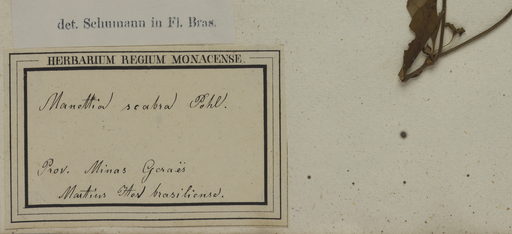 det. Schumann in Fl. Bras.
HERBARIUM REGIUM MONACENSE.
Manettia scabra Pohl.
Prov. Minas Geraës
Martius Iter brasiliense.